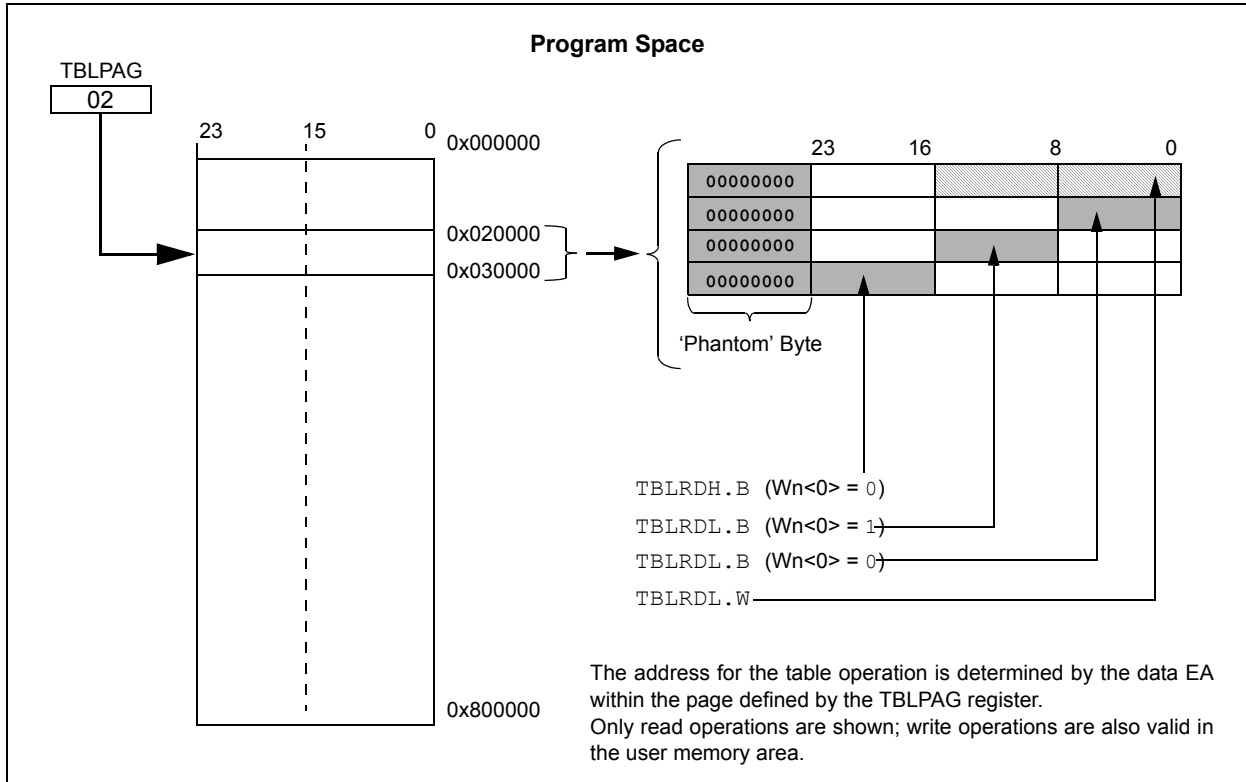 Program Space
TBLPAG
02
23 15 0
0x000000
0x020000
0x030000
0x800000
23 16 8 0
00000000
00000000
00000000
00000000
‘Phantom’ Byte
TBLRDH.B (Wn<0> = 0)
TBLRDL.B (Wn<0> = 1)
TBLRDL.B (Wn<0> = 0)
TBLRDL.W
The address for the table operation is determined by the data EA
within the page defined by the TBLPAG register.
Only read operations are shown; write operations are also valid in
the user memory area.